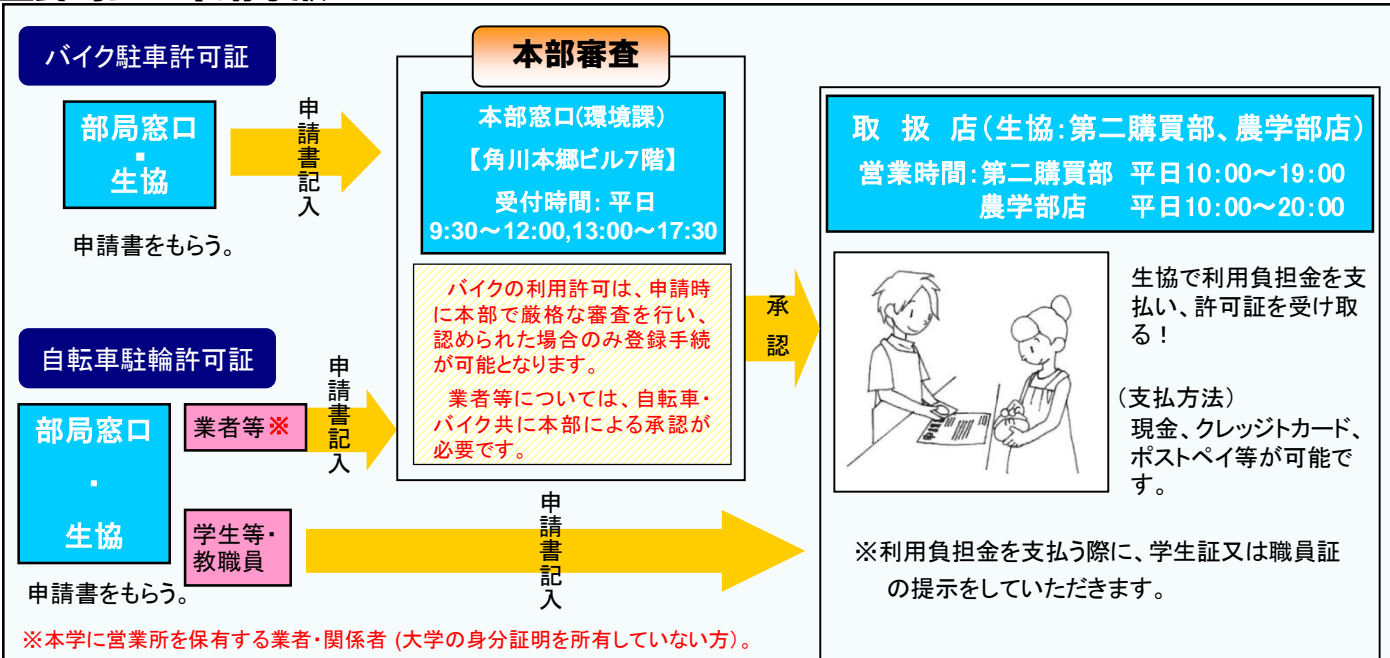 バイク駐車許可証
部局窓口
・
生協
申請書をもらう。
申請書記入
本部審査
本部窓口(環境課)
【角川本郷ビル7階】
受付時間：平日
9:30～12:00,13:00～17:30
バイクの利用許可は、申請時
に本部で厳格な審査を行い、
認められた場合のみ登録手続
が可能となります。
業者等については、自転車・
バイク共に本部による承認が
必要です。
自転車駐輪許可証
部局窓口
・
生協
業者等※
申請書記入
学生等・
教職員
申請書記入
申請書をもらう。
※本学に営業所を保有する業者・関係者 (大学の身分証明を所有していない方）。
承認
取 扱 店（生協：第二購買部、農学部店）
営業時間：第二購買部 平日10:00～19:00
農学部店 平日10:00～20:00
生協で利用負担金を支
払い、許可証を受け取
る！
（支払方法）
現金、クレッジトカード、
ポストペイ等が可能で
す。
※利用負担金を支払う際に、学生証又は職員証
の提示をしていただきます。